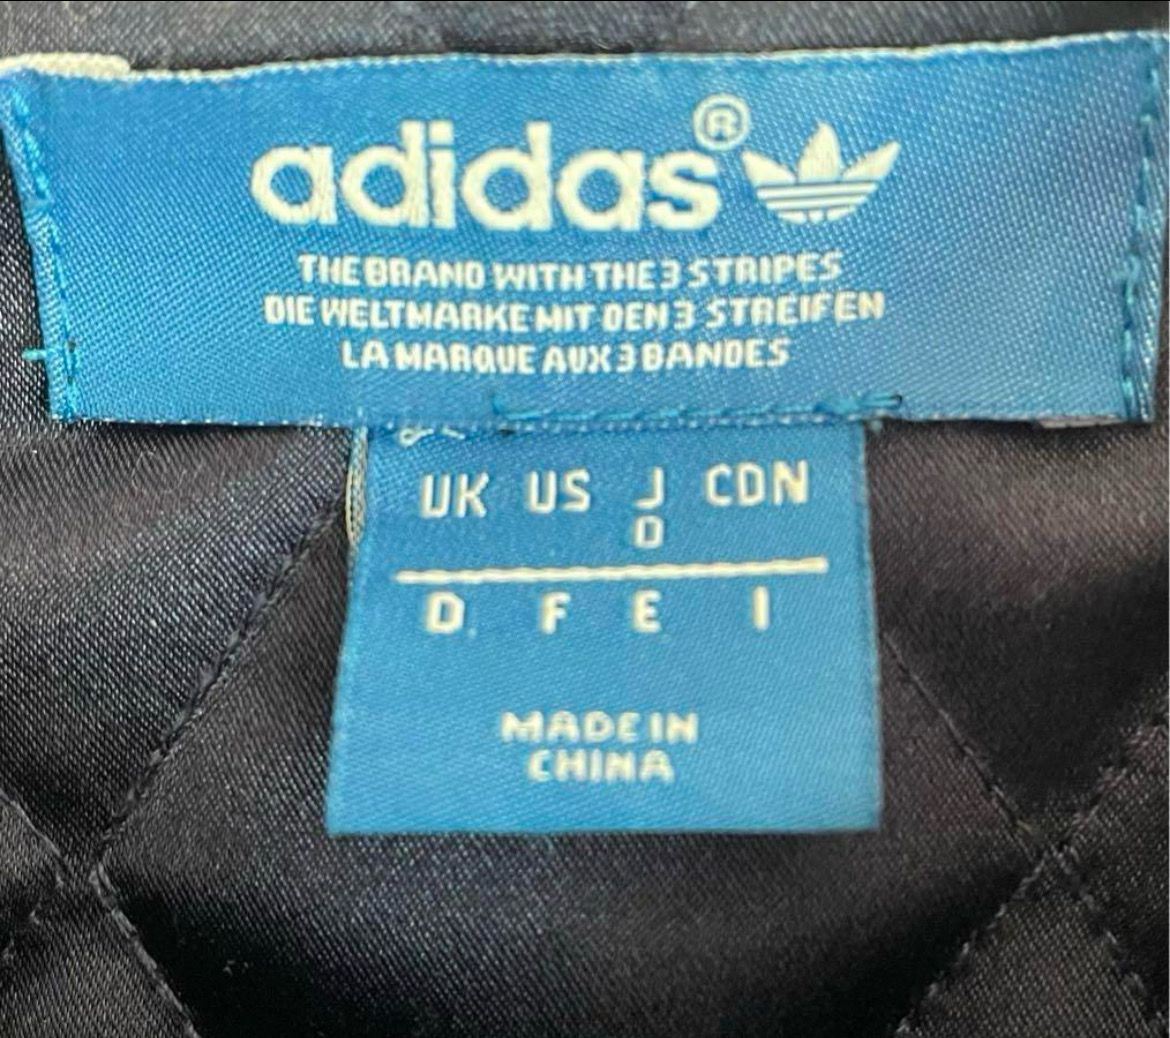 adidas®
THE BRAND WITH THE 3 STRIPES
DIE WELTMARKE MIT DEN 3 STREIFEN
LA MARQUE AUX 3 BANDES
UK US J CDN
O
D F E I
MADE IN
CHINA